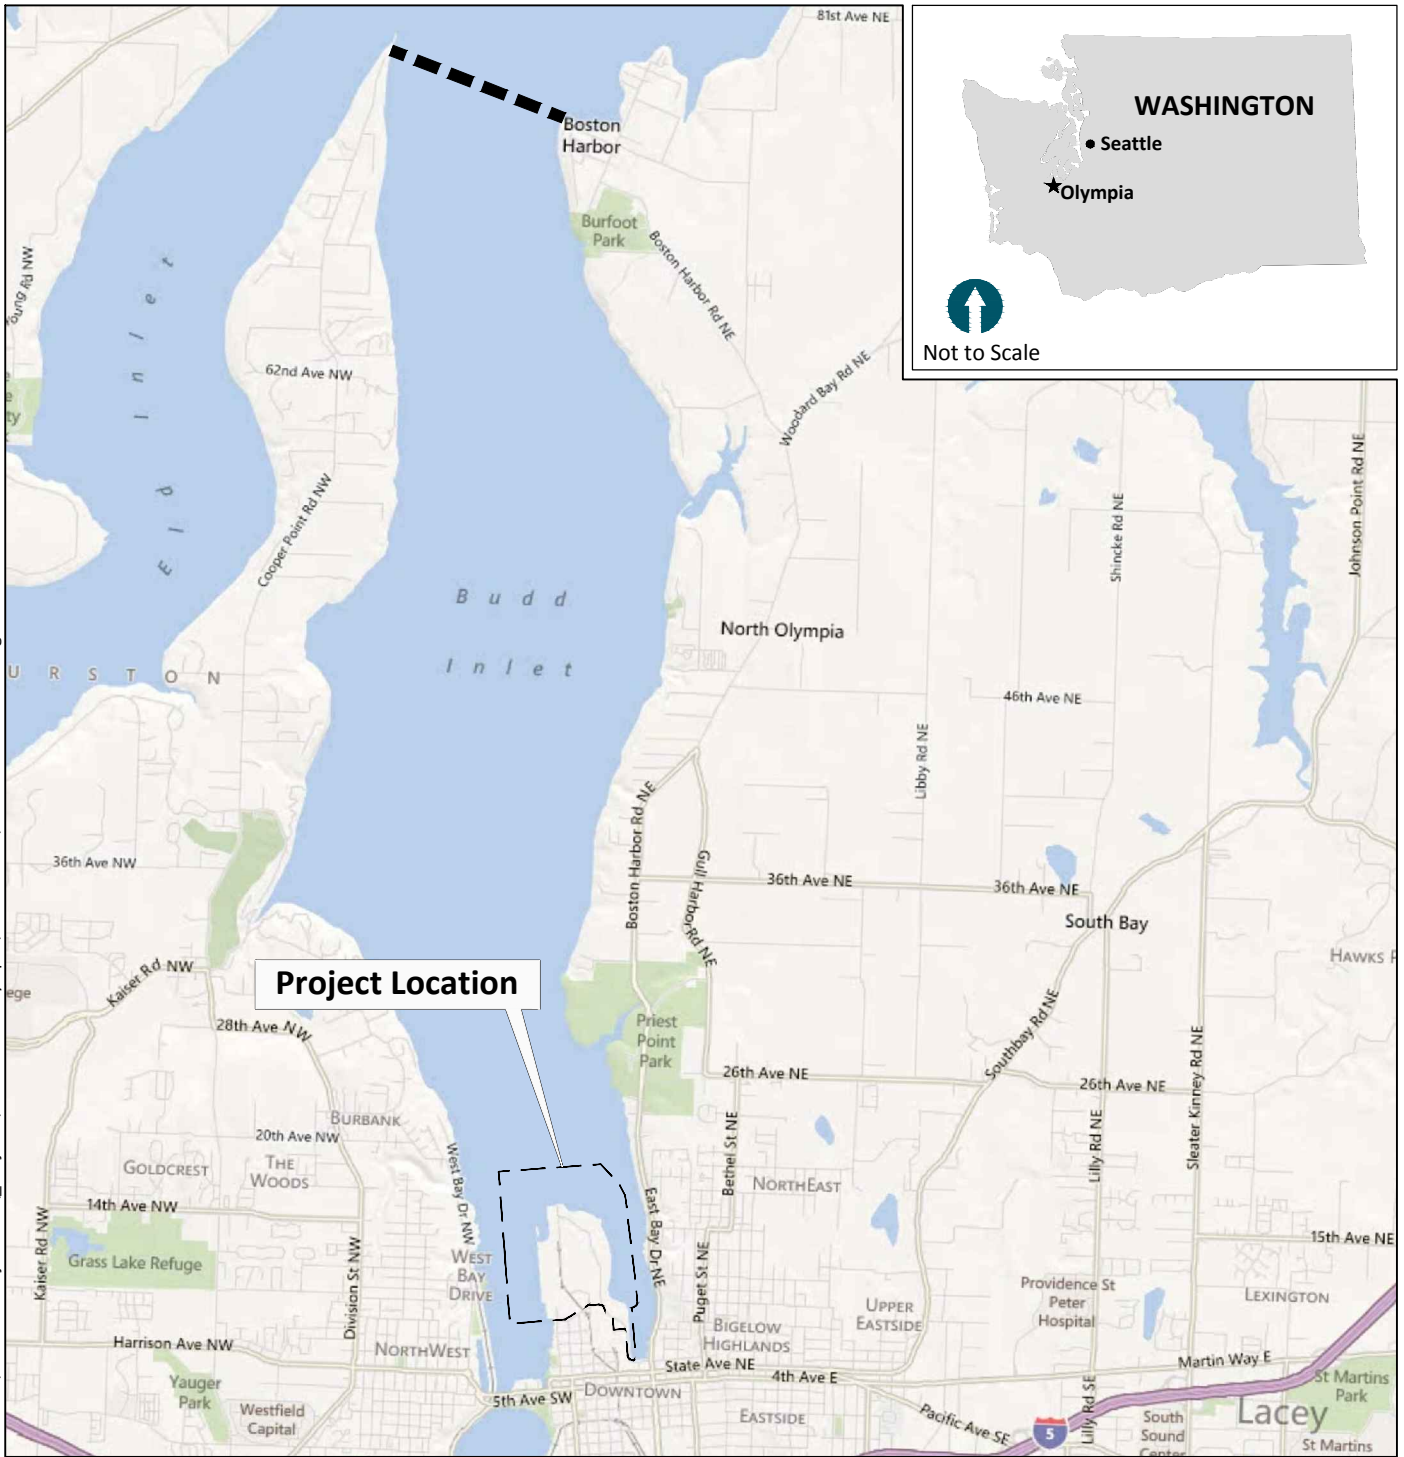 81st Ave NE
WASHINGTON
Seattle
Olympia
Not to Scale
Boston
Harbor
Burfoot
Park
Boston Harbor Rd NE
Young Rd NW
Eld Inlet
62nd Ave NW
Woodard Bay Rd NE
Cooper Point Rd NW
Shincke Rd NE
Johnson Point Rd NE
Budd
Inlet
North Olympia
URSTON
46th Ave NE
Libby Rd NE
Boston Harbor Rd NE
Gull Harbor Rd NE
36th Ave NW
36th Ave NE
36th Ave NE
South Bay
HAWKS P
Kaiser Rd NW
ege
Project Location
28th Ave NW
Priest
Point
Park
Southbay Rd NE
26th Ave NE
26th Ave NE
Sleater Kinney Rd NE
BURBANK
20th Ave NW
West Bay Dr NW
Bethel St NE
Lilly Rd NE
GOLDCREST
THE
WOODS
NORTHEAST
14th Ave NW
East Bay Dr NE
15th Ave NE
Kaiser Rd NW
Grass Lake Refuge
Division St NW
WEST
BAY
DRIVE
Puget St NE
Providence St
Peter
Hospital
LEXINGTON
UPPER
EASTSIDE
BIGELOW
HIGHLANDS
Harrison Ave NW
NORTHWEST
State Ave NE
Martin Way E
4th Ave E
Yauger
Park
5th Ave SW
DOWNTOWN
St Martins
Park
Westfield
Capital
EASTSIDE
Pacific Ave SE
5
Lilly Rd SE
South
Sound
Center
Lacey
St Martins